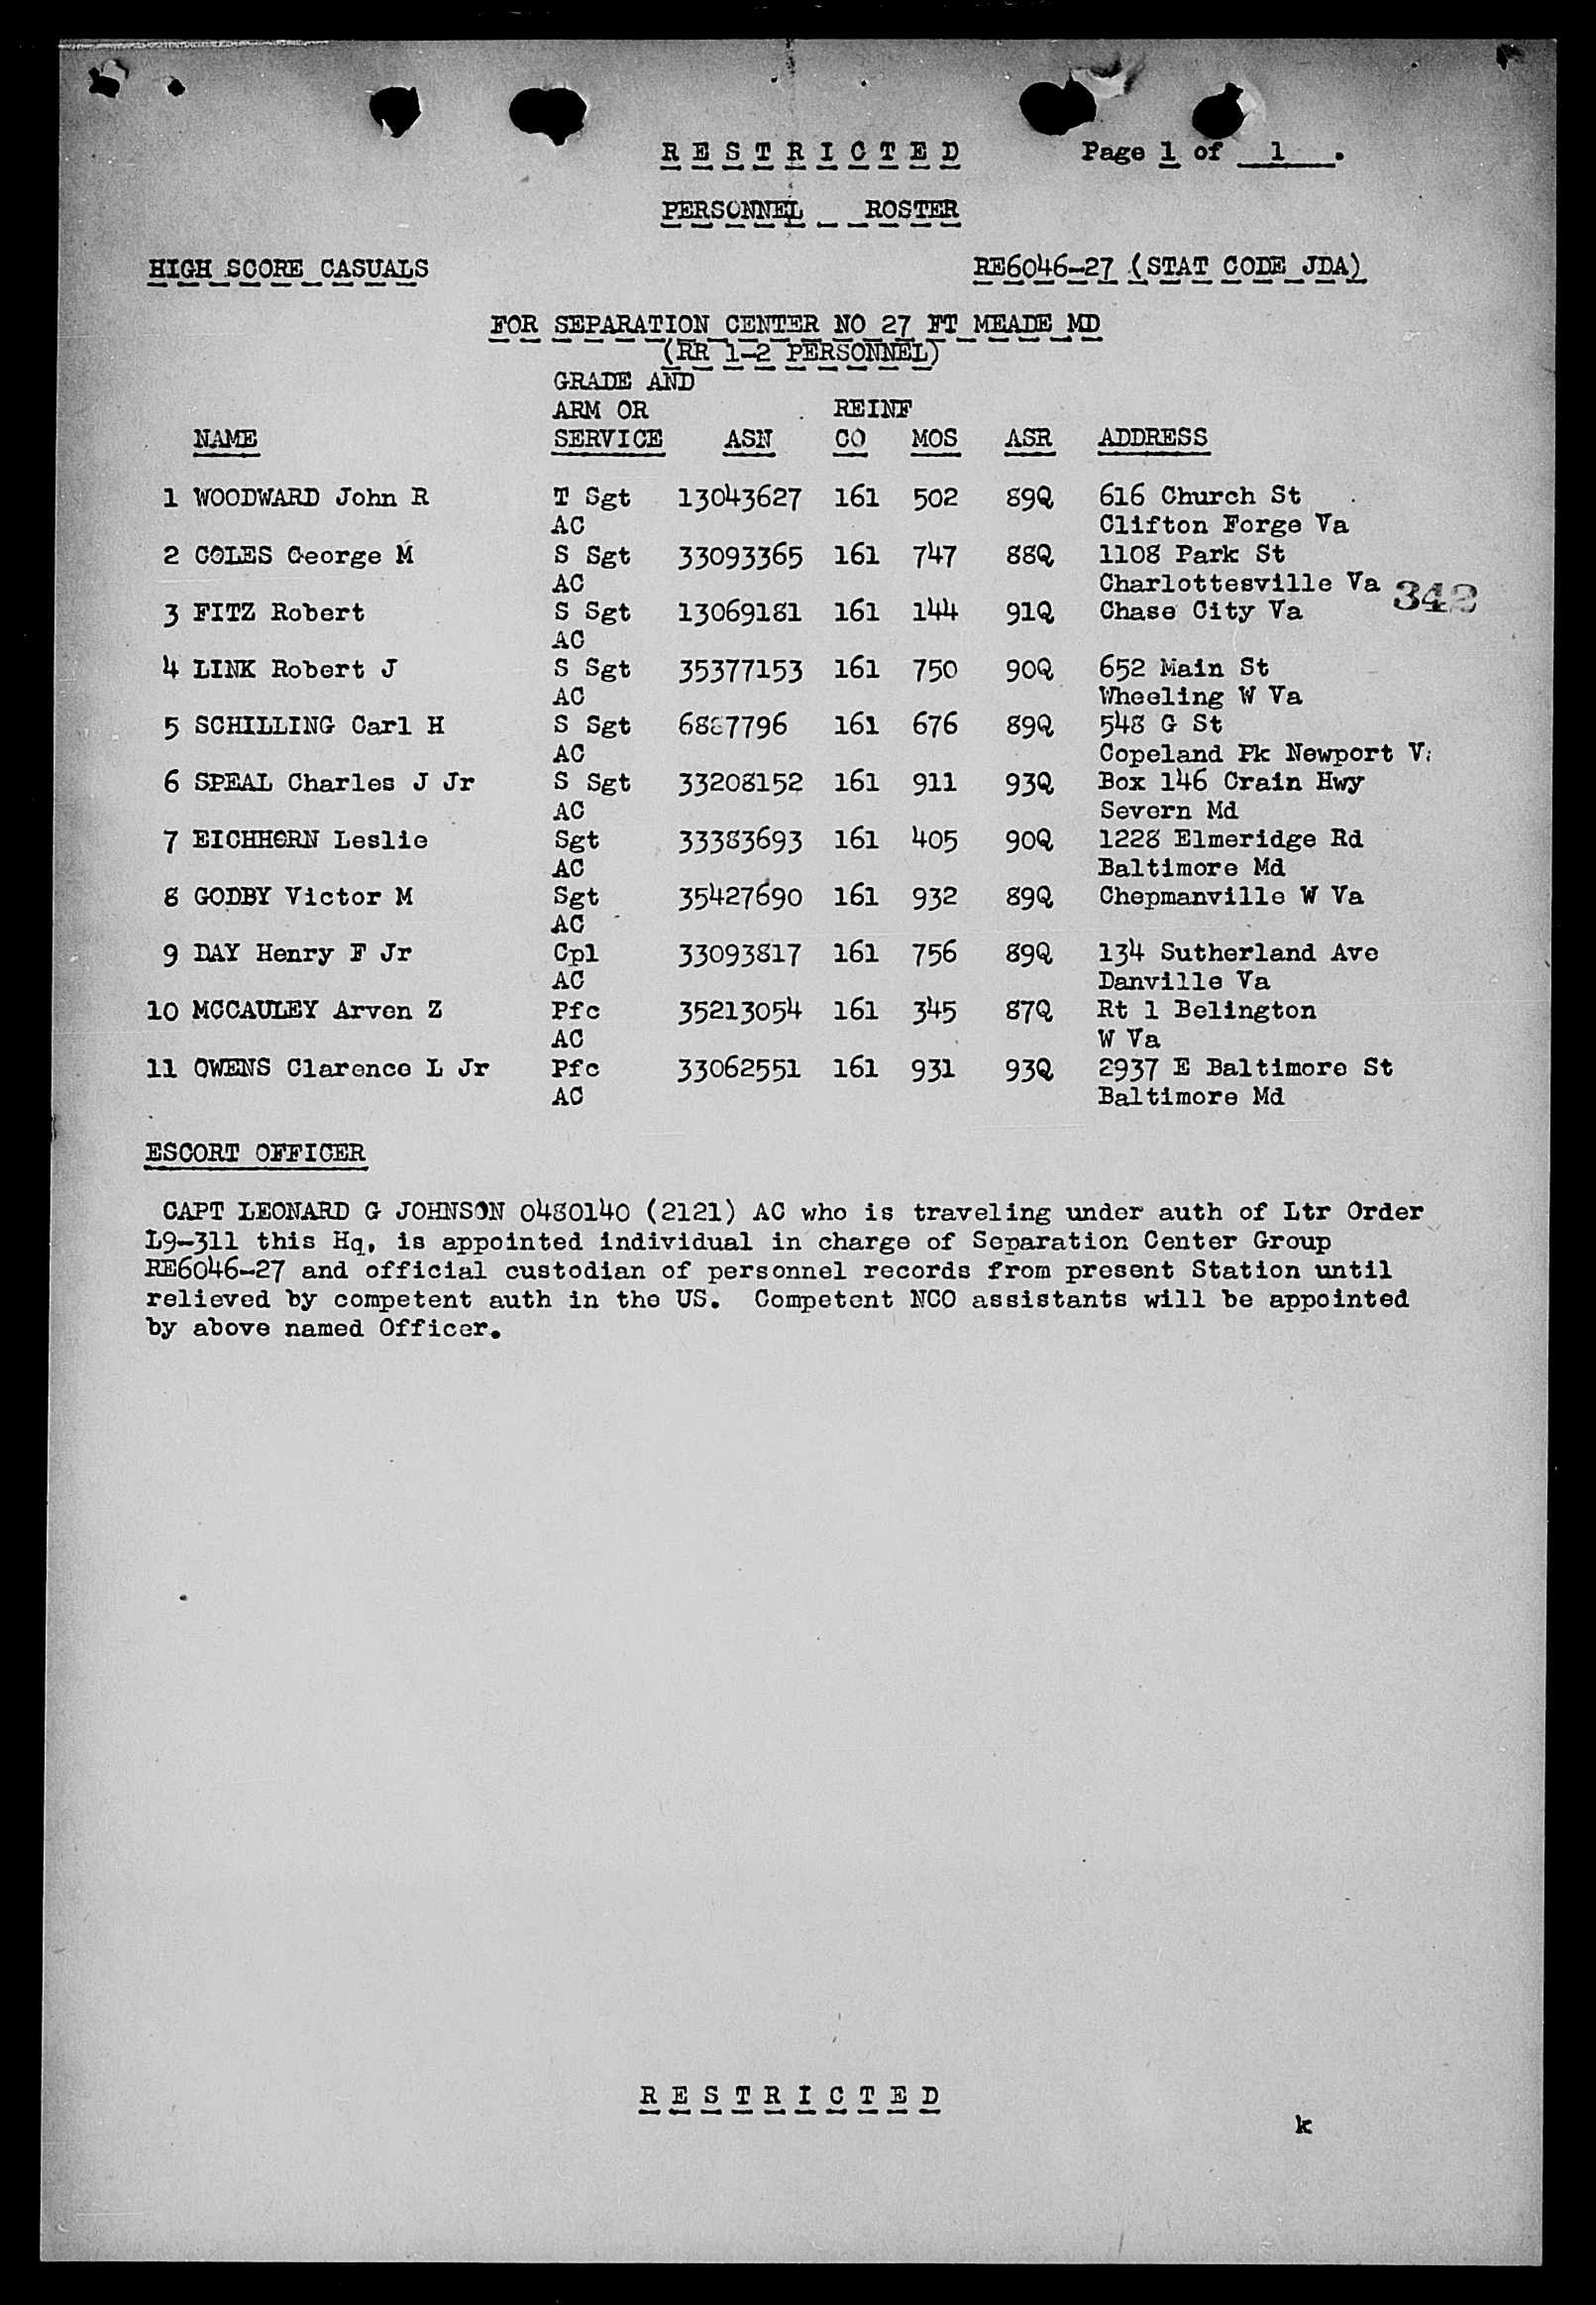 RESTRICTED Page 1 of 1.
PERSONNEL ROSTER
HIGH SCORE CASUALS RE6046-27 (STAT CODE JDA)
FOR SEPARATION CENTER NO 27 FT MEADE MD
(RR 1-2 PERSONNEL)
GRADE AND
ARM OR REINF
NAME SERVICE ASN CO MOS ASR ADDRESS
1 WOODWARD John R T Sgt 13043627 161 502 89Q 616 Church St
AC Clifton Forge Va
2 COLES George M S Sgt 33093365 161 747 88Q 1108 Park St
AC Charlottesville Va 342
3 FITZ Robert S Sgt 13069181 161 144 91Q Chase City Va
AC
4 LINK Robert J S Sgt 35377153 161 750 90Q 652 Main St
AC Wheeling W Va
5 SCHILLING Carl H S Sgt 161 676 89Q 548 G St
AC Copeland Pk Newport
6 SPEAL Charles J Jr S Sgt 33208152 161 911 93Q Box 146 Crain Hwy
AC Severn Md
7 EICHHORN Leslie Sgt 33383693 161 405 90Q 1228 Elmeridge Rd
AC Baltimore Md
8 GODBY Victor M Sgt 35427690 161 932 89Q Chepmanville W Va
AC
9 DAY Henry F Jr Cpl 33093817 161 756 89Q 134 Sutherland Ave
AC Danville Va
10 MCCAULEY Arven Z Pfc 35213054 161 345 87Q Rt 1 Belington
AC W Va
11 OWENS Clarence L Jr Pfc 33062551 161 931 93Q 2937 E Baltimore St
AC Baltimore Md
ESCORT OFFICER
CAPT LEONARD G JOHNSON 0480140 (2121) AC who is traveling under auth of Ltr Order
L9-311 this Hq, is appointed individual in charge of Separation Center Group
RE6046-27 and official custodian of personnel records from present Station until
relieved by competent auth in the US. Competent NCO assistants will be appointed
by above named Officer.
RESTRICTED
k